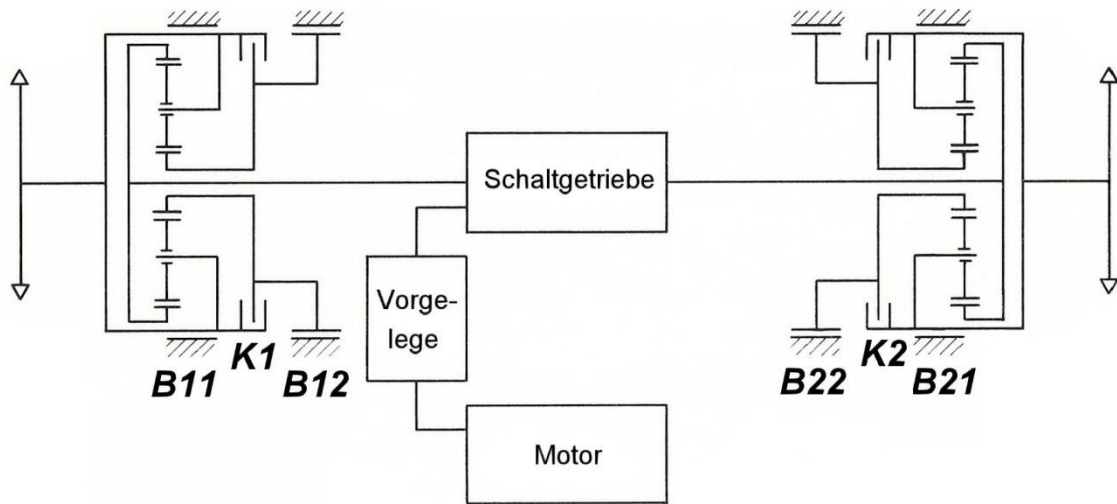 Schaltgetriebe
Vorge-
lege
K1
K2
B11
B12
B22
B21
Motor